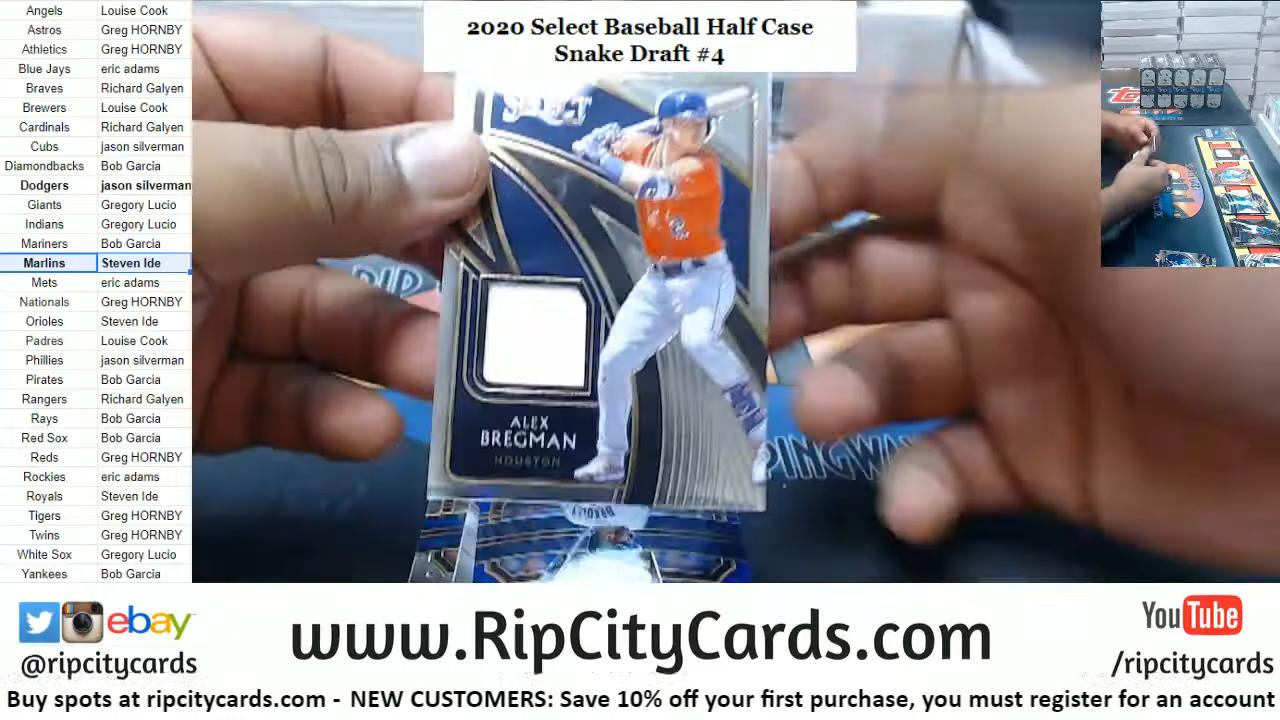 2020 Select Baseball Half Case
Snake Draft #4
Angels Louise Cook
Astros Greg HORNBY
Athletics Greg HORNBY
Blue Jays eric adams
Braves Richard Galyen
Brewers Louise Cook
Cardinals Richard Galyen
Cubs jason silverman
Diamondbacks Bob Garcia
Dodgers jason silverman
Giants Gregory Lucio
Indians Gregory Lucio
Mariners Bob Garcia
Marlins Steven Ide
Mets eric adams
Nationals Greg HORNBY
Orioles Steven Ide
Padres Louise Cook
Phillies jason silverman
Pirates Bob Garcia
Rangers Richard Galyen
Rays Bob Garcia
Red Sox Bob Garcia
Reds Greg HORNBY
Rockies eric adams
Royals Steven Ide
Tigers Greg HORNBY
Twins Greg HORNBY
White Sox Gregory Lucio
Yankees Bob Garcia
SELECT
ALEX
BREGMAN
HOUSTON
RIP
ebay
@ripcitycards
www.RipCityCards.com
YouTube
/ripcitycards
Buy spots at ripcitycards.com - NEW CUSTOMERS: Save 10% off your first purchase, you must register for an account